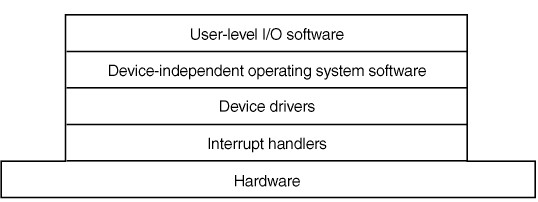 User-level I/O software
Device-independent operating system software
Device drivers
Interrupt handlers
Hardware